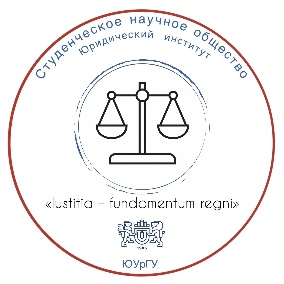 Студенческое научное общество
Юридический институт
«Iustitia – fundamentum regni»
ЮУрГУ